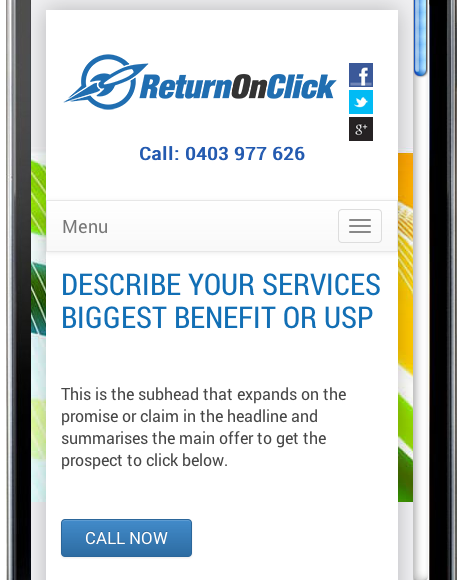 ReturnOnClick
f
g+
Call: 0403 977 626
Menu
DESCRIBE YOUR SERVICES
BIGGEST BENEFIT OR USP
This is the subhead that expands on the
promise or claim in the headline and
summarises the main offer to get the
prospect to click below.
CALL NOW